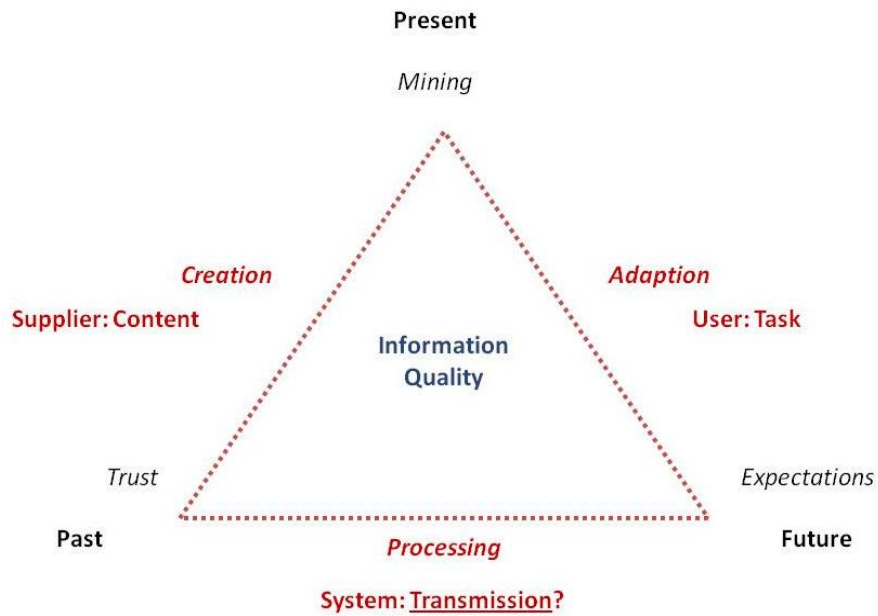 Present
Mining
Creation
Adaption
Supplier: Content
User: Task
Information
Quality
Trust
Expectations
Past
Future
Processing
System: Transmission?